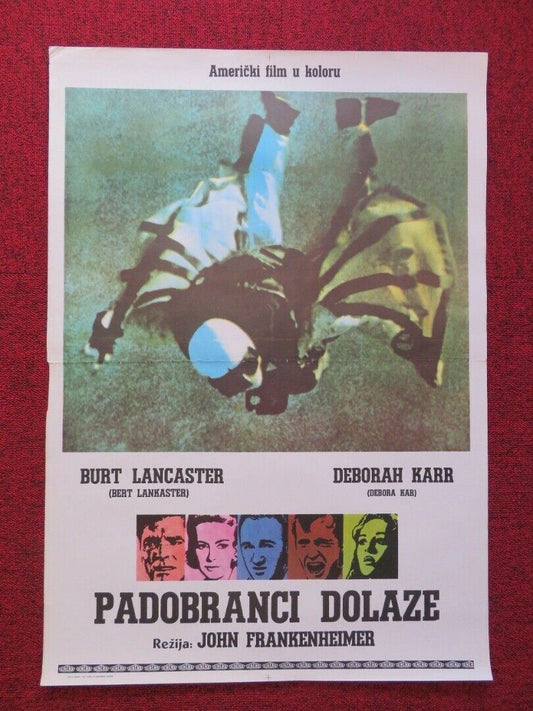 Američki film u koloru
BURT LANCASTER
(BERT LANKASTER)
DEBORAH KARR
(DEBORA KAR)
PADOBRANCI DOLAZE
Režija: JOHN FRANKENHEIMER